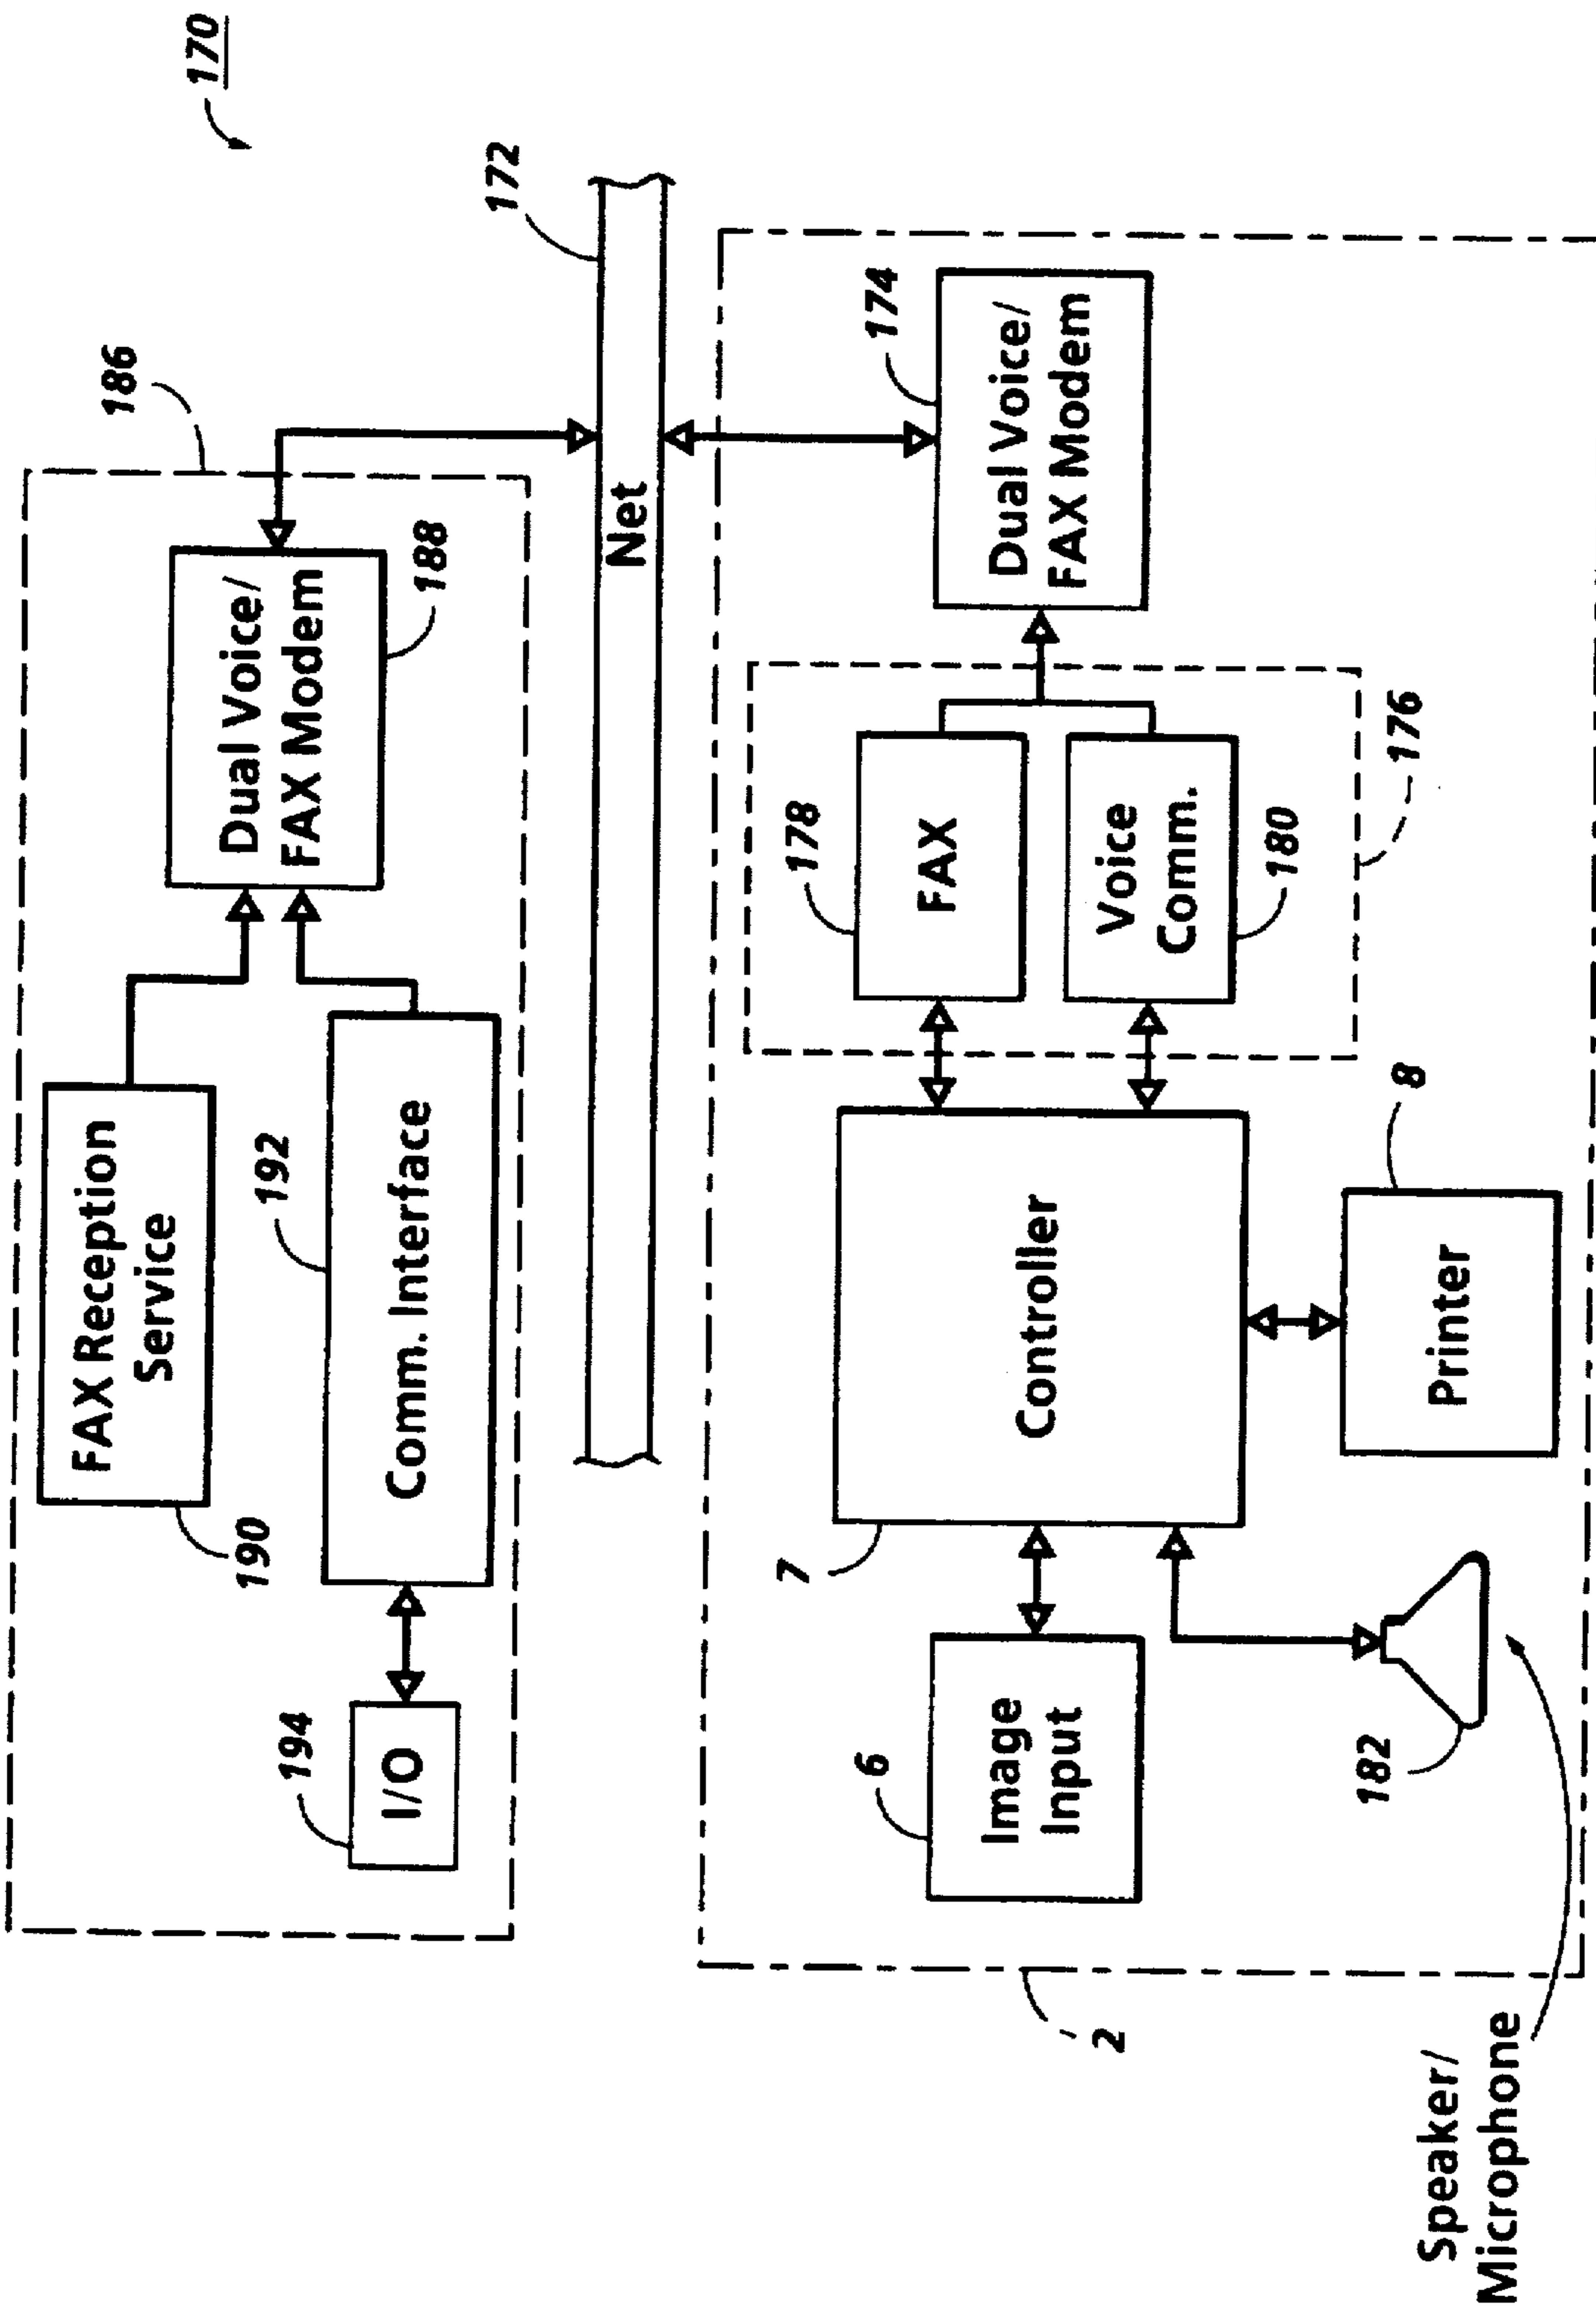 170
186
Dual Voice/
FAX Modem
188
FAX Reception
Service
190
192
Comm. Interface
194
I/O
172
Net
174
Dual Voice/
FAX Modem
176
178
FAX
Voice
Comm.
180
7
Controller
8
Printer
6
Image
Input
182
2
Speaker/
Microphone